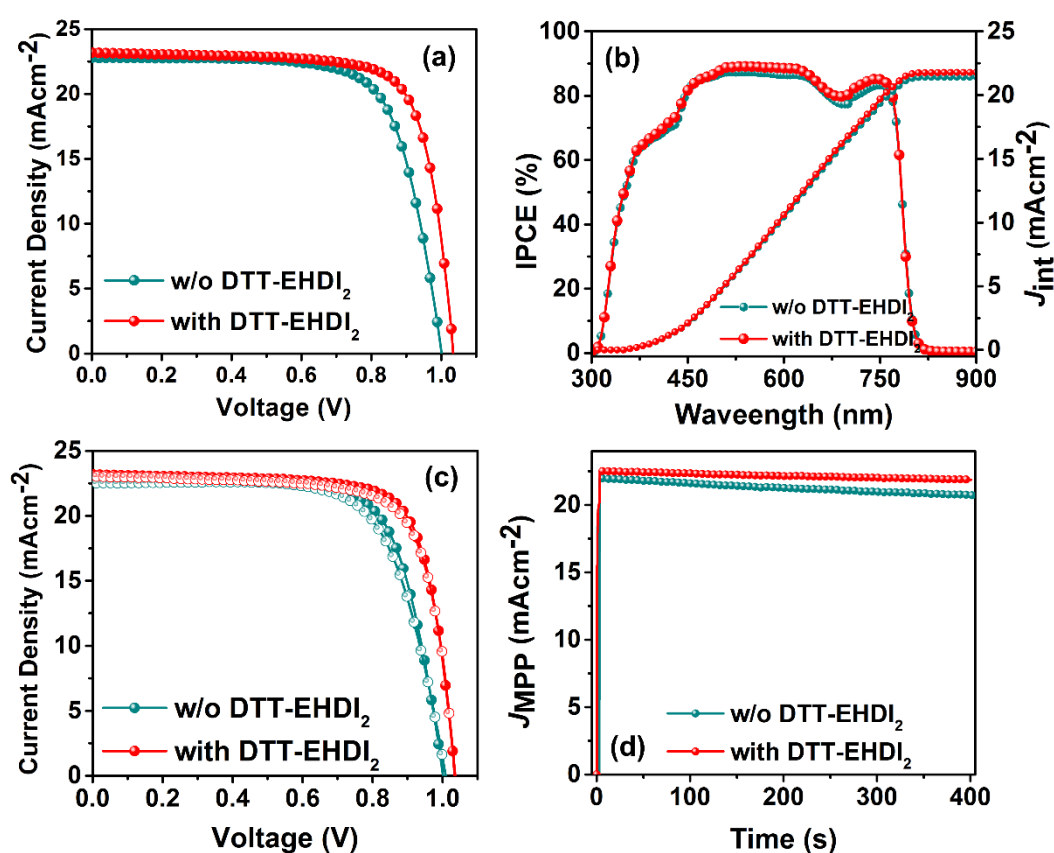 (a)
Current Density (mAcm-2)
25
20
15
10
5
0
w/o DTT-EHDI2
with DTT-EHDI2
0.0 0.2 0.4 0.6 0.8 1.0
Voltage (V)
(b)
IPCE (%)
100
80
60
40
20
0
25
20
15
10
5
0
Jint (mAcm-2)
w/o DTT-EHDI2
with DTT-EHDI2
300 450 600 750 900
Waveength (nm)
(c)
Current Density (mAcm-2)
25
20
15
10
5
0
w/o DTT-EHDI2
with DTT-EHDI2
0.0 0.2 0.4 0.6 0.8 1.0
Voltage (V)
JMPP (mAcm-2)
25
20
15
10
5
0
w/o DTT-EHDI2
with DTT-EHDI2
(d)
0 100 200 300 400
Time (s)